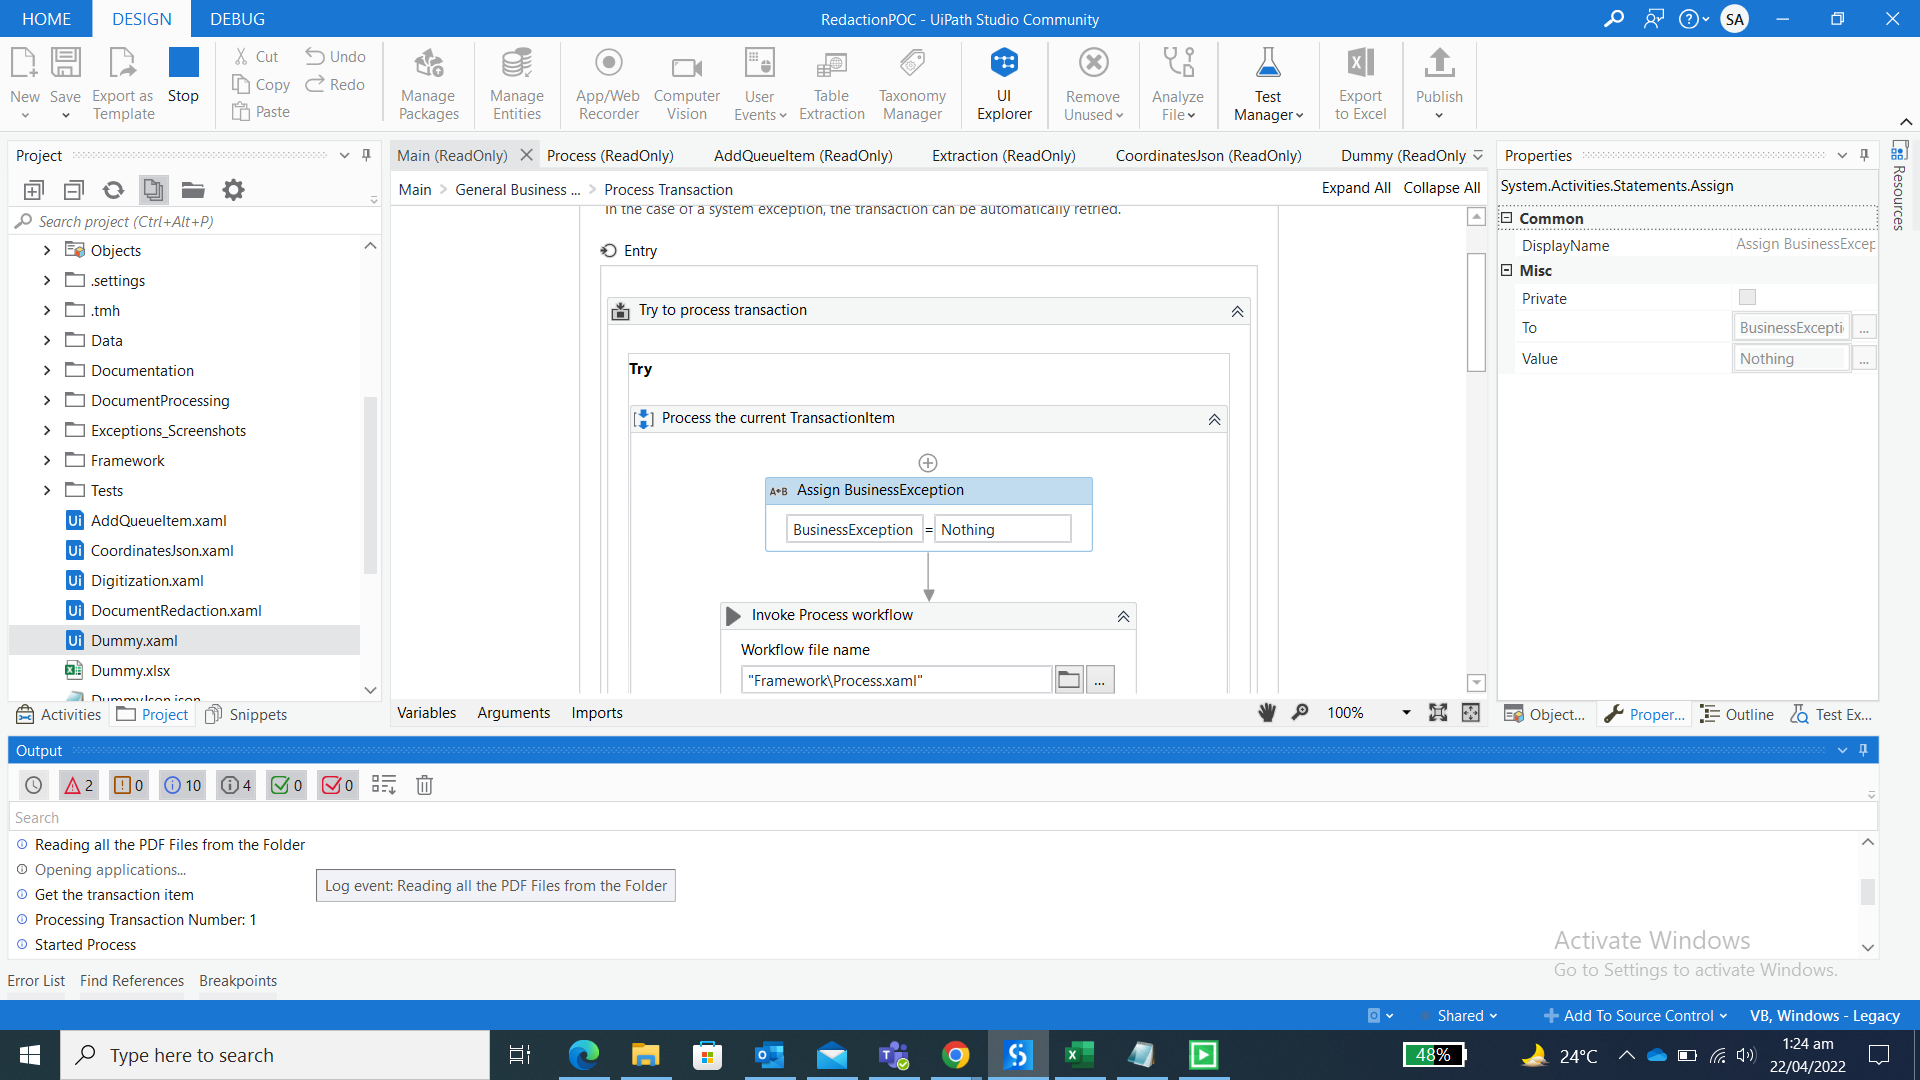 HOME DESIGN DEBUG
RedactionPOC - UiPath Studio Community
SA
New Save Export as Template Stop
Cut Copy Paste
Undo Redo
Manage Packages
Manage Entities
App/Web Recorder
Computer Vision
User Events
Table Extraction
Taxonomy Manager
UI Explorer
Remove Unused
Analyze File
Test Manager
Export to Excel
Publish
Project
Search project (Ctrl+Alt+P)
Objects
.settings
.tmh
Data
Documentation
DocumentProcessing
Exceptions_Screenshots
Framework
Tests
AddQueueItem.xaml
CoordinatesJson.xaml
Digitization.xaml
DocumentRedaction.xaml
Dummy.xaml
Dummy.xlsx
DummyJson.json
Activities Project Snippets
Main (ReadOnly) Process (ReadOnly) AddQueueItem (ReadOnly) Extraction (ReadOnly) CoordinatesJson (ReadOnly) Dummy (ReadOnly
Main > General Business ... > Process Transaction
Expand All Collapse All
In the case of a system exception, the transaction can be automatically retried.
Entry
Try to process transaction
Try
Process the current TransactionItem
A+B Assign BusinessException
BusinessException = Nothing
Invoke Process workflow
Workflow file name
"Framework\Process.xaml" ...
Variables Arguments Imports
100%
Properties
System.Activities.Statements.Assign
Common
DisplayName Assign BusinessExcep
Misc
Private
To BusinessExcepti ...
Value Nothing ...
Object... Proper... Outline Test Ex...
Resources
Output
2 0 10 4 0 0
Search
Reading all the PDF Files from the Folder
Opening applications...
Log event: Reading all the PDF Files from the Folder
Get the transaction item
Processing Transaction Number: 1
Started Process
Activate Windows
Go to Settings to activate Windows.
Error List Find References Breakpoints
Shared Add To Source Control VB, Windows - Legacy
Type here to search
48%
24°C
1:24 am
22/04/2022